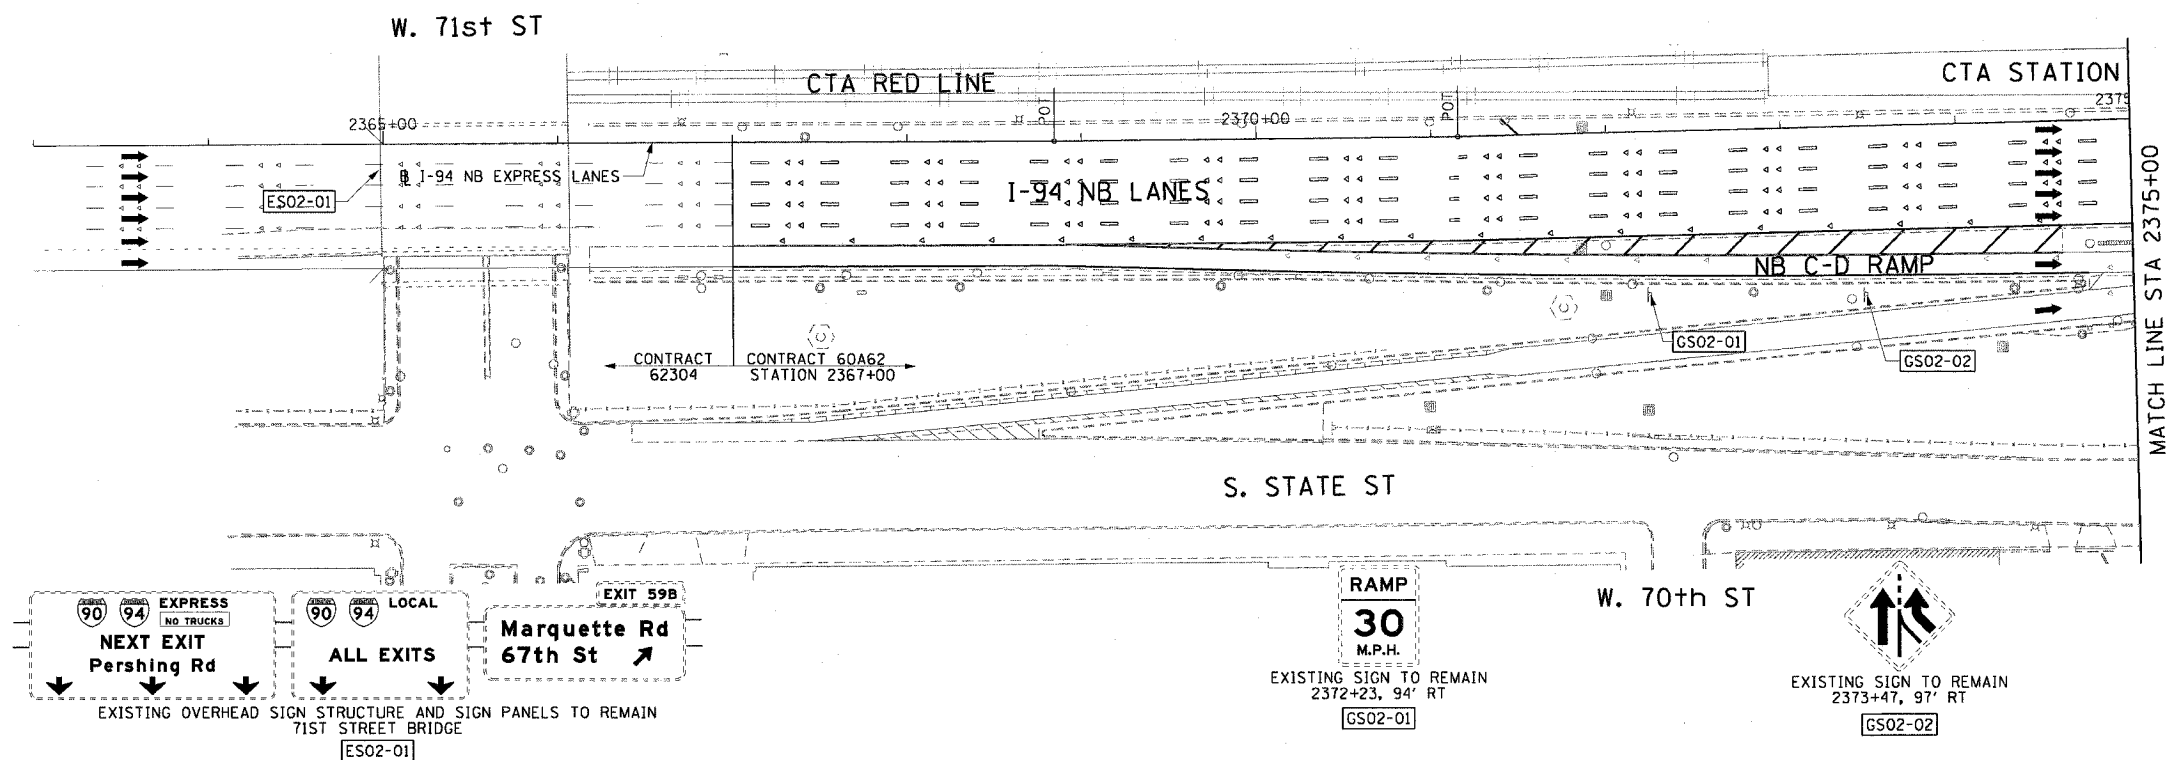 W. 71st ST
CTA RED LINE
CTA STATION
2365+00
POT
2370+00
POT
2375
ES02-01
B I-94 NB EXPRESS LANES
I-94 NB LANES
NB C-D RAMP
MATCH LINE STA 2375+00
GS02-01
GS02-02
CONTRACT 62304
CONTRACT 60A62
STATION 2367+00
S. STATE ST
W. 70th ST
90 94 EXPRESS
NO TRUCKS
NEXT EXIT
Pershing Rd
90 94 LOCAL
ALL EXITS
EXIT 59B
Marquette Rd
67th St
EXISTING OVERHEAD SIGN STRUCTURE AND SIGN PANELS TO REMAIN
71ST STREET BRIDGE
ES02-01
RAMP
30
M.P.H.
EXISTING SIGN TO REMAIN
2372+23, 94' RT
GS02-01
EXISTING SIGN TO REMAIN
2373+47, 97' RT
GS02-02